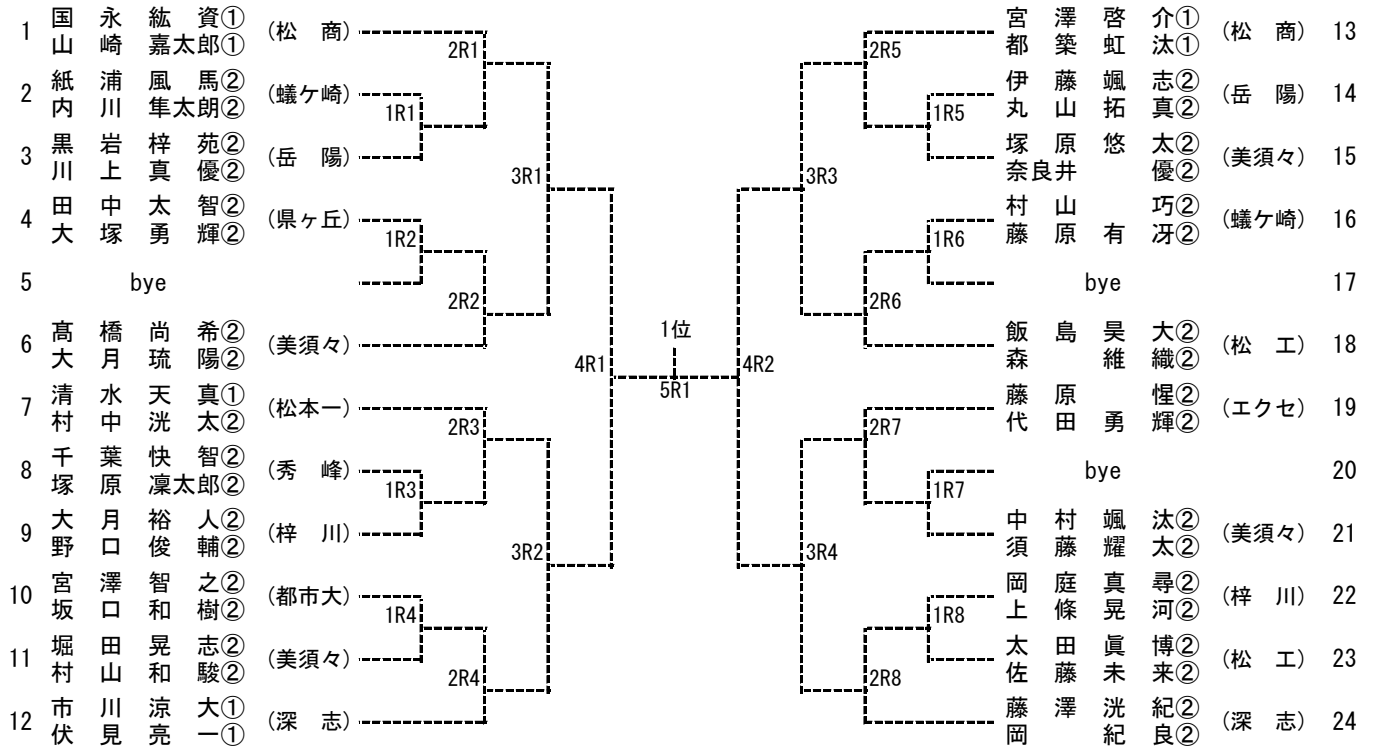 1 国永紘資① (松商)
山崎嘉太郎①
2R1
2 紙浦風馬② (蟻ケ崎)
内川隼太朗②
1R1
3 黒岩梓苑② (岳陽)
川上真優②
3R1
4 田中太智② (県ヶ丘)
大塚勇輝②
1R2
5 bye
2R2
6 髙橋尚希② (美須々)
大月琉陽②
4R1
7 清水天真① (松本一)
村中洸太②
2R3
8 千葉快智② (秀峰)
塚原凜太郎②
1R3
9 大月裕人② (梓川)
野口俊輔②
3R2
10 宮澤智之② (都市大)
坂口和樹②
1R4
11 堀田晃志② (美須々)
村山和駿②
2R4
12 市川涼大① (深志)
伏見亮一①
1位
5R1
宮澤啓介① (松商) 13
都築虹汰①
2R5
伊藤颯志② (岳陽) 14
丸山拓真②
1R5
塚原悠太② (美須々) 15
奈良井優②
3R3
村山巧② (蟻ケ崎) 16
藤原有冴②
1R6
bye 17
2R6
飯島昊大② (松工) 18
森維織②
4R2
藤原惺② (エクセ) 19
代田勇輝②
2R7
bye 20
1R7
中村颯汰② (美須々) 21
須藤耀太②
3R4
岡庭真尋② (梓川) 22
上條晃河②
1R8
太田眞博② (松工) 23
佐藤未来②
2R8
藤澤洸紀② (深志) 24
岡紀良②